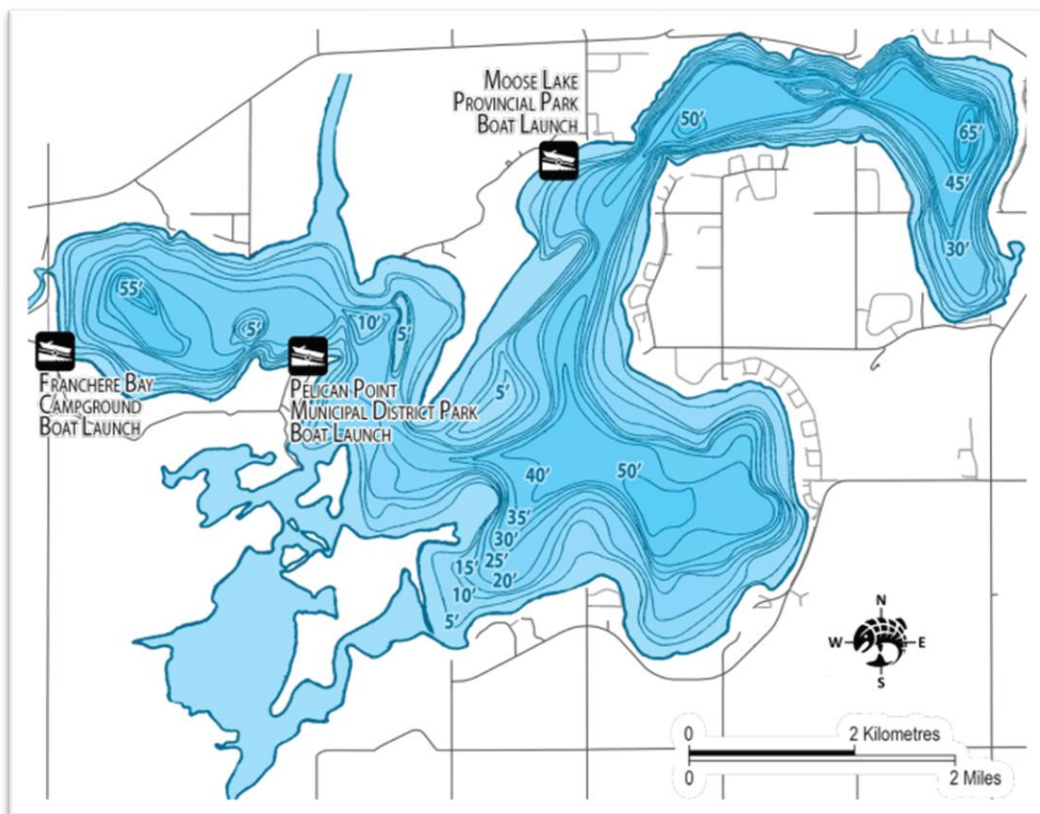 MOOSE LAKE
PROVINCIAL PARK
BOAT LAUNCH
50'
65'
45'
30'
55'
5'
10'
5'
FRANCHERE BAY
CAMPGROUND
BOAT LAUNCH
PELICAN POINT
MUNICIPAL DISTRICT PARK
BOAT LAUNCH
5'
40'
50'
35'
30'
25'
15'
20'
10'
5'
N
W
E
S
0
2 Kilometres
0
2 Miles